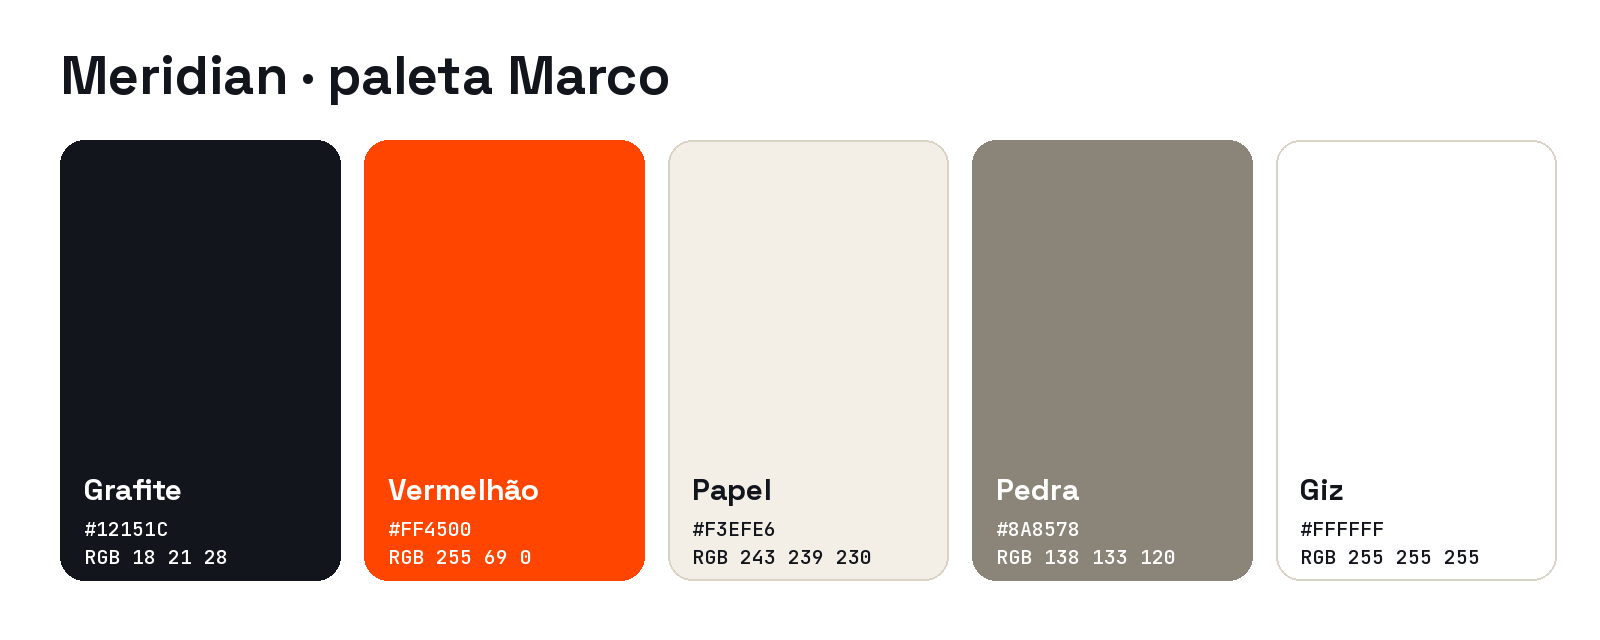 Meridian · paleta Marco
Grafite
#12151C
RGB 18 21 28
Vermelhão
#FF4500
RGB 255 69 0
Papel
#F3EFE6
RGB 243 239 230
Pedra
#8A8578
RGB 138 133 120
Giz
#FFFFFF
RGB 255 255 255